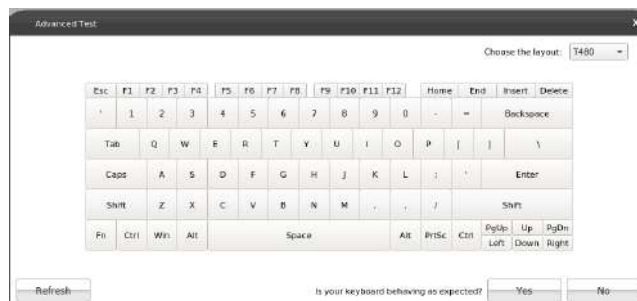 Advanced Test
Choose the layout: T480
Esc F1 F2 F3 F4 F5 F6 F7 F8 F9 F10 F11 F12 Home End Insert Delete
` 1 2 3 4 5 6 7 8 9 0 - = Backspace
Tab Q W E R T Y U I O P [ ] \
Caps A S D F G H J K L ; ' Enter
Shift Z X C V B N M , . / Shift
Fn Ctrl Win Alt Space Alt PrtSc Ctrl PgUp Up PgDn
Left Down Right
Refresh Is your keyboard behaving as expected? Yes No